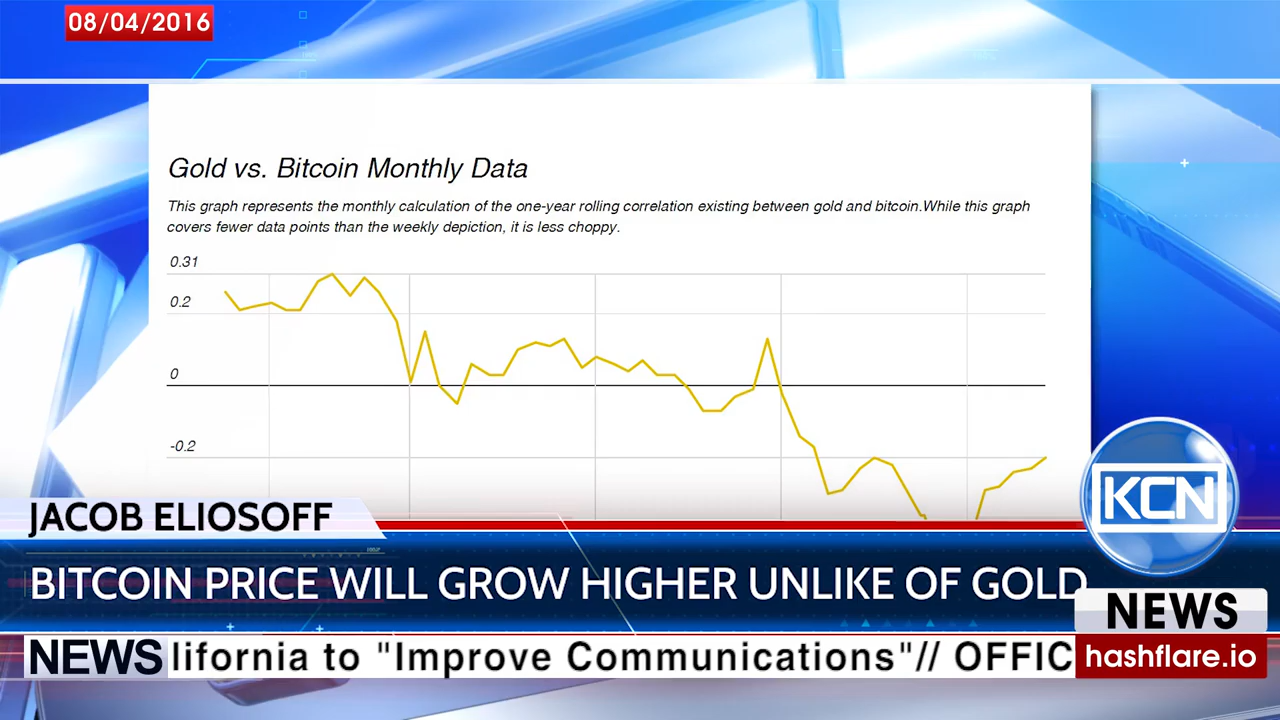 08/04/2016
Gold vs. Bitcoin Monthly Data
This graph represents the monthly calculation of the one-year rolling correlation existing between gold and bitcoin.While this graph
covers fewer data points than the weekly depiction, it is less choppy.
0.31
0.2
0
-0.2
KCN
JACOB ELIOSOFF
BITCOIN PRICE WILL GROW HIGHER UNLIKE OF GOLD
NEWS
NEWS lifornia to "Improve Communications"// OFFIC
hashflare.io